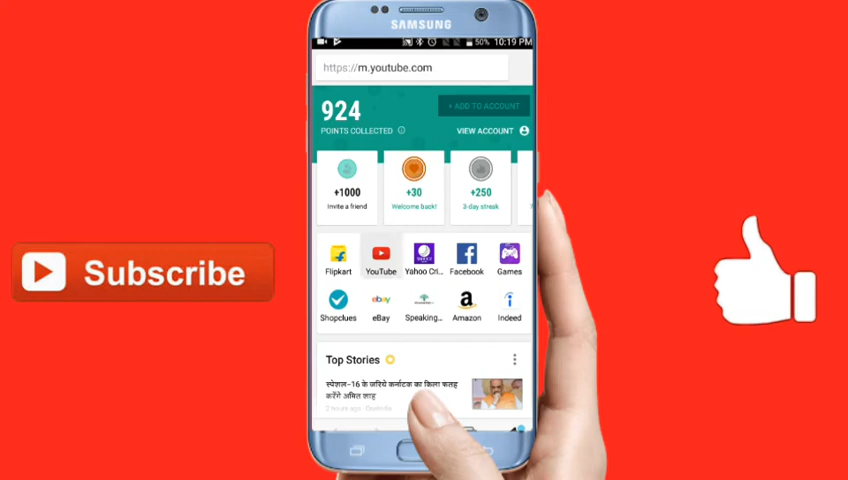 SAMSUNG
50% 10:19 PM
https://m.youtube.com
924
+ ADD TO ACCOUNT
POINTS COLLECTED
VIEW ACCOUNT
+1000
+30
+250
Invite a friend
Welcome back!
3-day streak
Subscribe
Flipkart
YouTube
Yahoo Cri...
Facebook
Games
Shopclues
eBay
Speaking...
Amazon
Indeed
Top Stories
स्पेशल-16 के जरिये कर्नाटक का किला फतह
करेंगे अमित शाह
2 hours ago